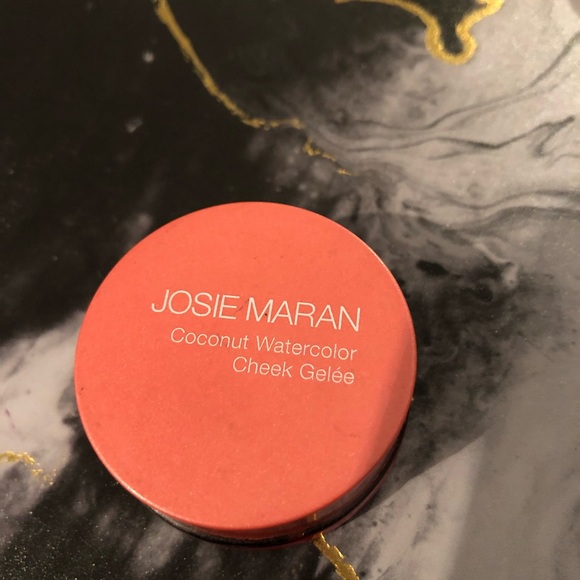 JOSIE MARAN
Coconut Watercolor
Cheek Gelée